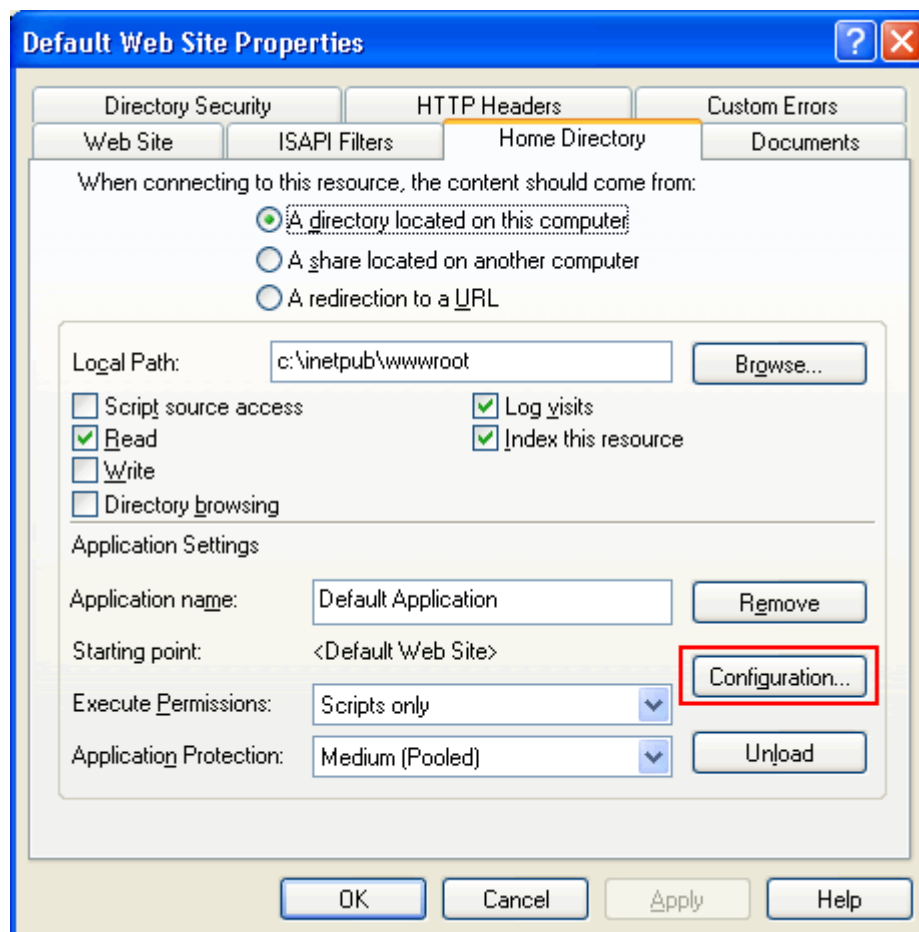 Default Web Site Properties
Directory Security HTTP Headers Custom Errors
Web Site ISAPI Filters Home Directory Documents
When connecting to this resource, the content should come from:
A directory located on this computer
A share located on another computer
A redirection to a URL
Local Path: c:\inetpub\wwwroot Browse...
Script source access Log visits
Read Index this resource
Write
Directory browsing
Application Settings
Application name: Default Application Remove
Starting point: <Default Web Site>
Configuration...
Execute Permissions: Scripts only
Application Protection: Medium (Pooled) Unload
OK Cancel Apply Help